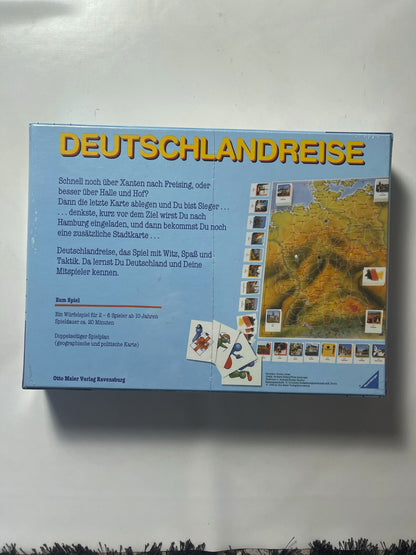 DEUTSCHLANDREISE
Schnell noch über Xanten nach Freising, oder
besser über Halle und Hof?
Dann die letzte Karte ablegen und Du bist Sieger . . . .
. . . . denkste, kurz vor dem Ziel wirst Du nach
Hamburg eingeladen, und dann bekommst Du noch
eine zusätzliche Stadtkarte . . . .
Deutschlandreise, das Spiel mit Witz, Spaß und
Taktik. Da lernst Du Deutschland und Deine
Mitspieler kennen.
Zum Spiel
Ein Würfelspiel für 2 – 6 Spieler ab 10 Jahren
Spieldauer ca. 90 Minuten
Doppelseitiger Spielplan
(geographische und politische Karte)
Otto Maier Verlag Ravensburg